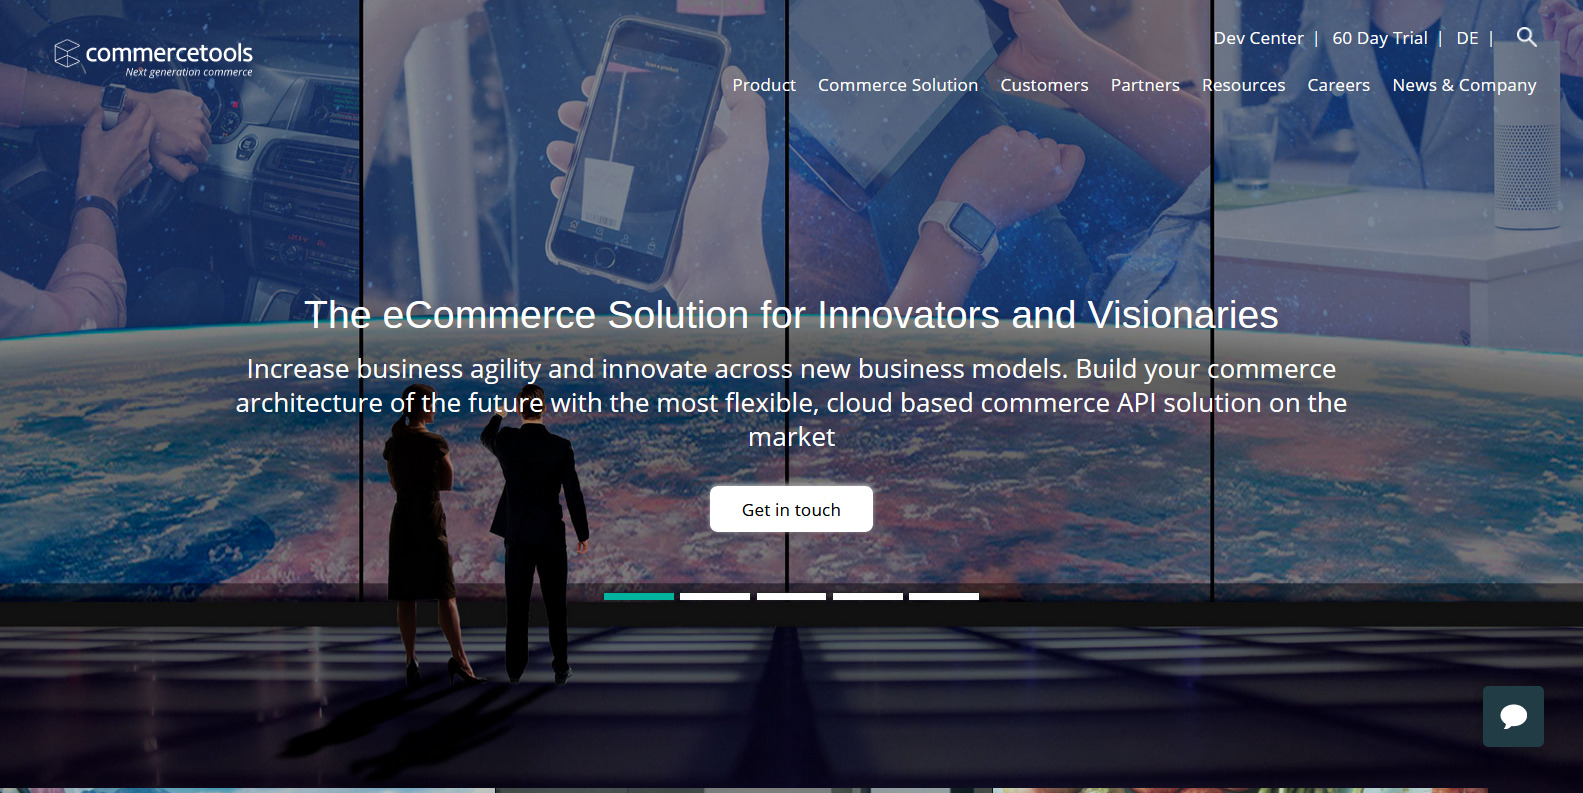 commercetools
Next generation commerce
Dev Center | 60 Day Trial | DE |
Product Commerce Solution Customers Partners Resources Careers News & Company
The eCommerce Solution for Innovators and Visionaries
Increase business agility and innovate across new business models. Build your commerce
architecture of the future with the most flexible, cloud based commerce API solution on the
market
Get in touch